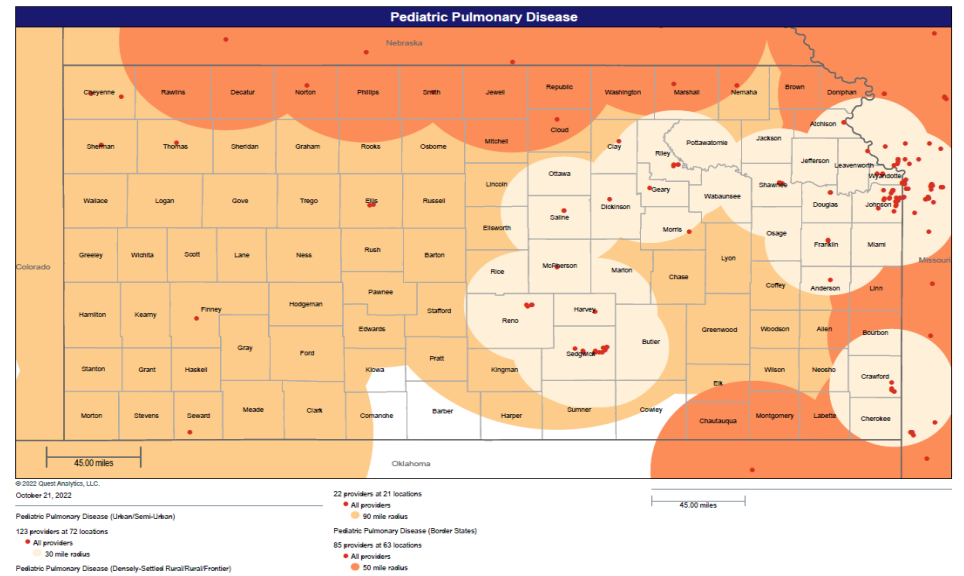 Pediatric Pulmonary Disease
Nebraska
Cheyenne Rawlins Decatur Norton Phillips Smith Jewell Republic Washington Marshall Nemaha Brown Doniphan
Atchison
Sherman Thomas Sheridan Graham Rooks Osborne Mitchell Cloud Clay Riley Pottawatomie Jackson Jefferson Leavenworth
Wyandotte
Wallace Logan Gove Trego Ellis Russell Lincoln Ottawa Dickinson Geary Wabaunsee Shawnee Douglas Johnson
Ellsworth Saline Morris Osage Franklin Miami
Colorado Greeley Wichita Scott Lane Ness Rush Barton Rice McPherson Marion Chase Lyon Missouri
Hamilton Kearny Finney Hodgeman Pawnee Stafford Reno Harvey Coffey Anderson Linn
Edwards
Gray Ford Sedgwick Butler Greenwood Woodson Allen Bourbon
Stanton Grant Haskell Kiowa Pratt Kingman Elk Wilson Neosho Crawford
Morton Stevens Seward Meade Clark Comanche Barber Harper Sumner Cowley Chautauqua Montgomery Labette Cherokee
45.00 miles
Oklahoma
© 2022 Quest Analytics, LLC.
October 21, 2022
Pediatric Pulmonary Disease (Urban/Semi-Urban)
123 providers at 72 locations
All providers
30 mile radius
Pediatric Pulmonary Disease (Densely-Settled Rural/Rural/Frontier)
22 providers at 21 locations
All providers
90 mile radius
Pediatric Pulmonary Disease (Border States)
85 providers at 63 locations
All providers
50 mile radius
45.00 miles